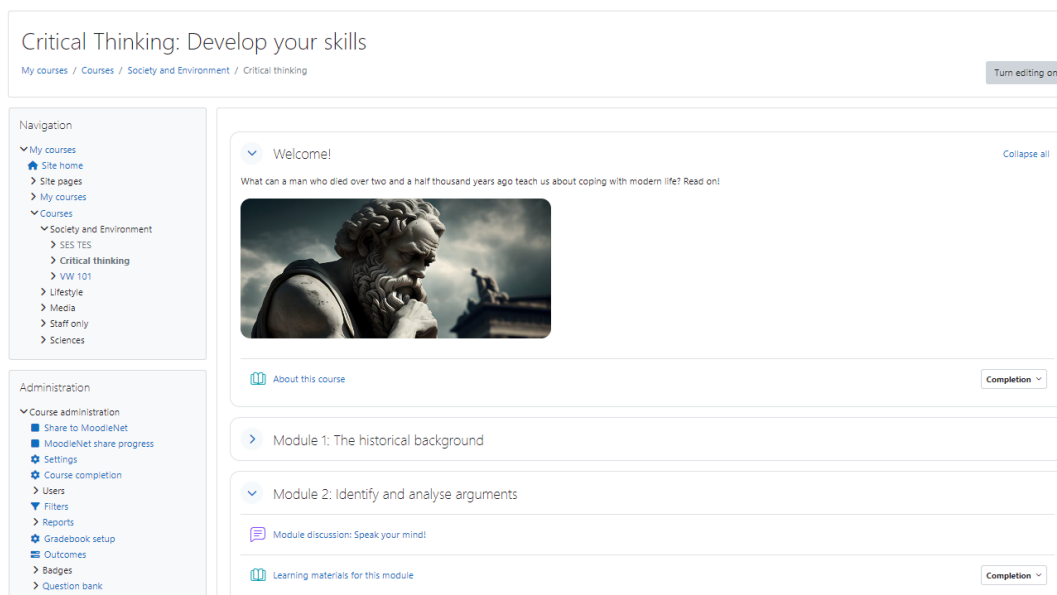 Critical Thinking: Develop your skills
My courses / Courses / Society and Environment / Critical thinking
Turn editing on
Navigation
My courses
Site home
Site pages
My courses
Courses
Society and Environment
SES TES
Critical thinking
VW 101
Lifestyle
Media
Staff only
Sciences
Administration
Course administration
Share to MoodleNet
MoodleNet share progress
Settings
Course completion
Users
Filters
Reports
Gradebook setup
Outcomes
Badges
Question bank
Welcome!
Collapse all
What can a man who died over two and a half thousand years ago teach us about coping with modern life? Read on!
About this course
Completion
Module 1: The historical background
Module 2: Identify and analyse arguments
Module discussion: Speak your mind!
Learning materials for this module
Completion